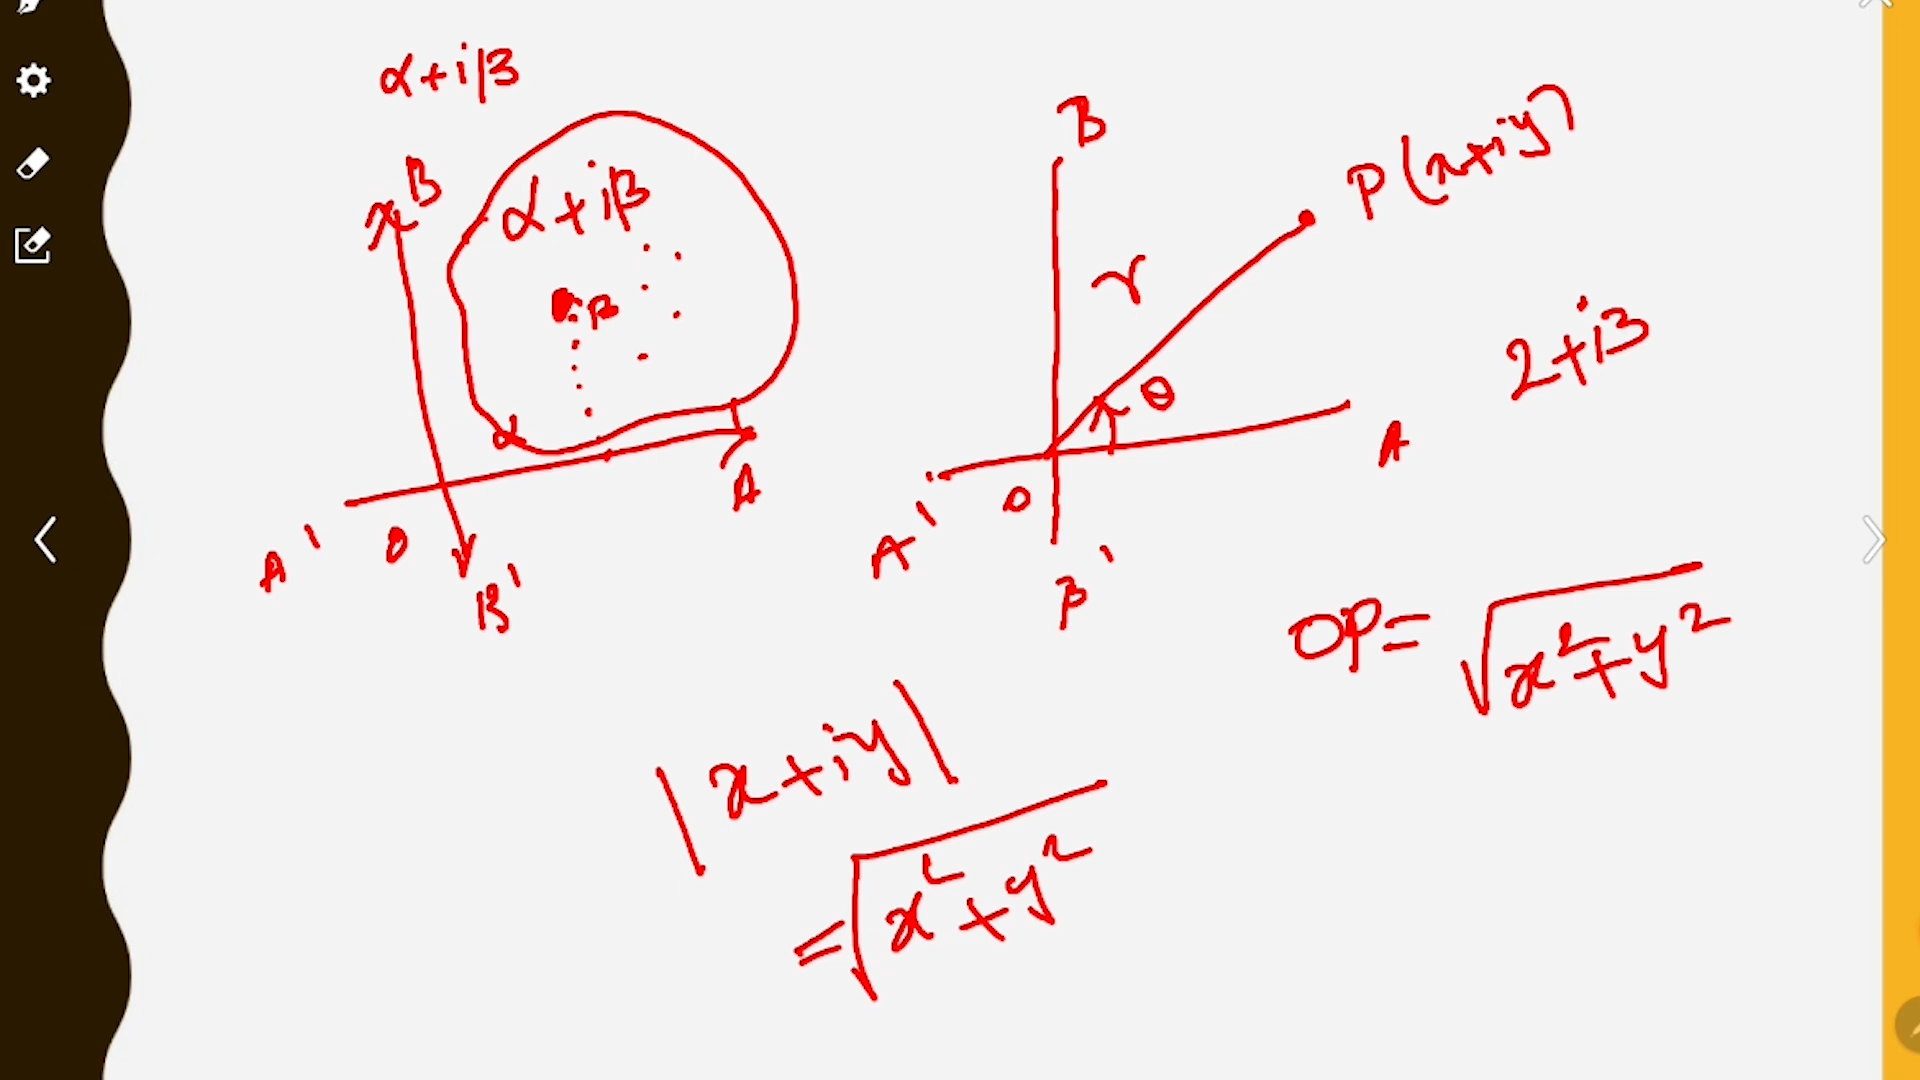 α+iβ
B
α+iβ
β
α
A
A'
O
B'
B
P(x+iy)
r
θ
2+i3
A
O
A'
B'
OP=√x²+y²
|x+iy|
=√x²+y²